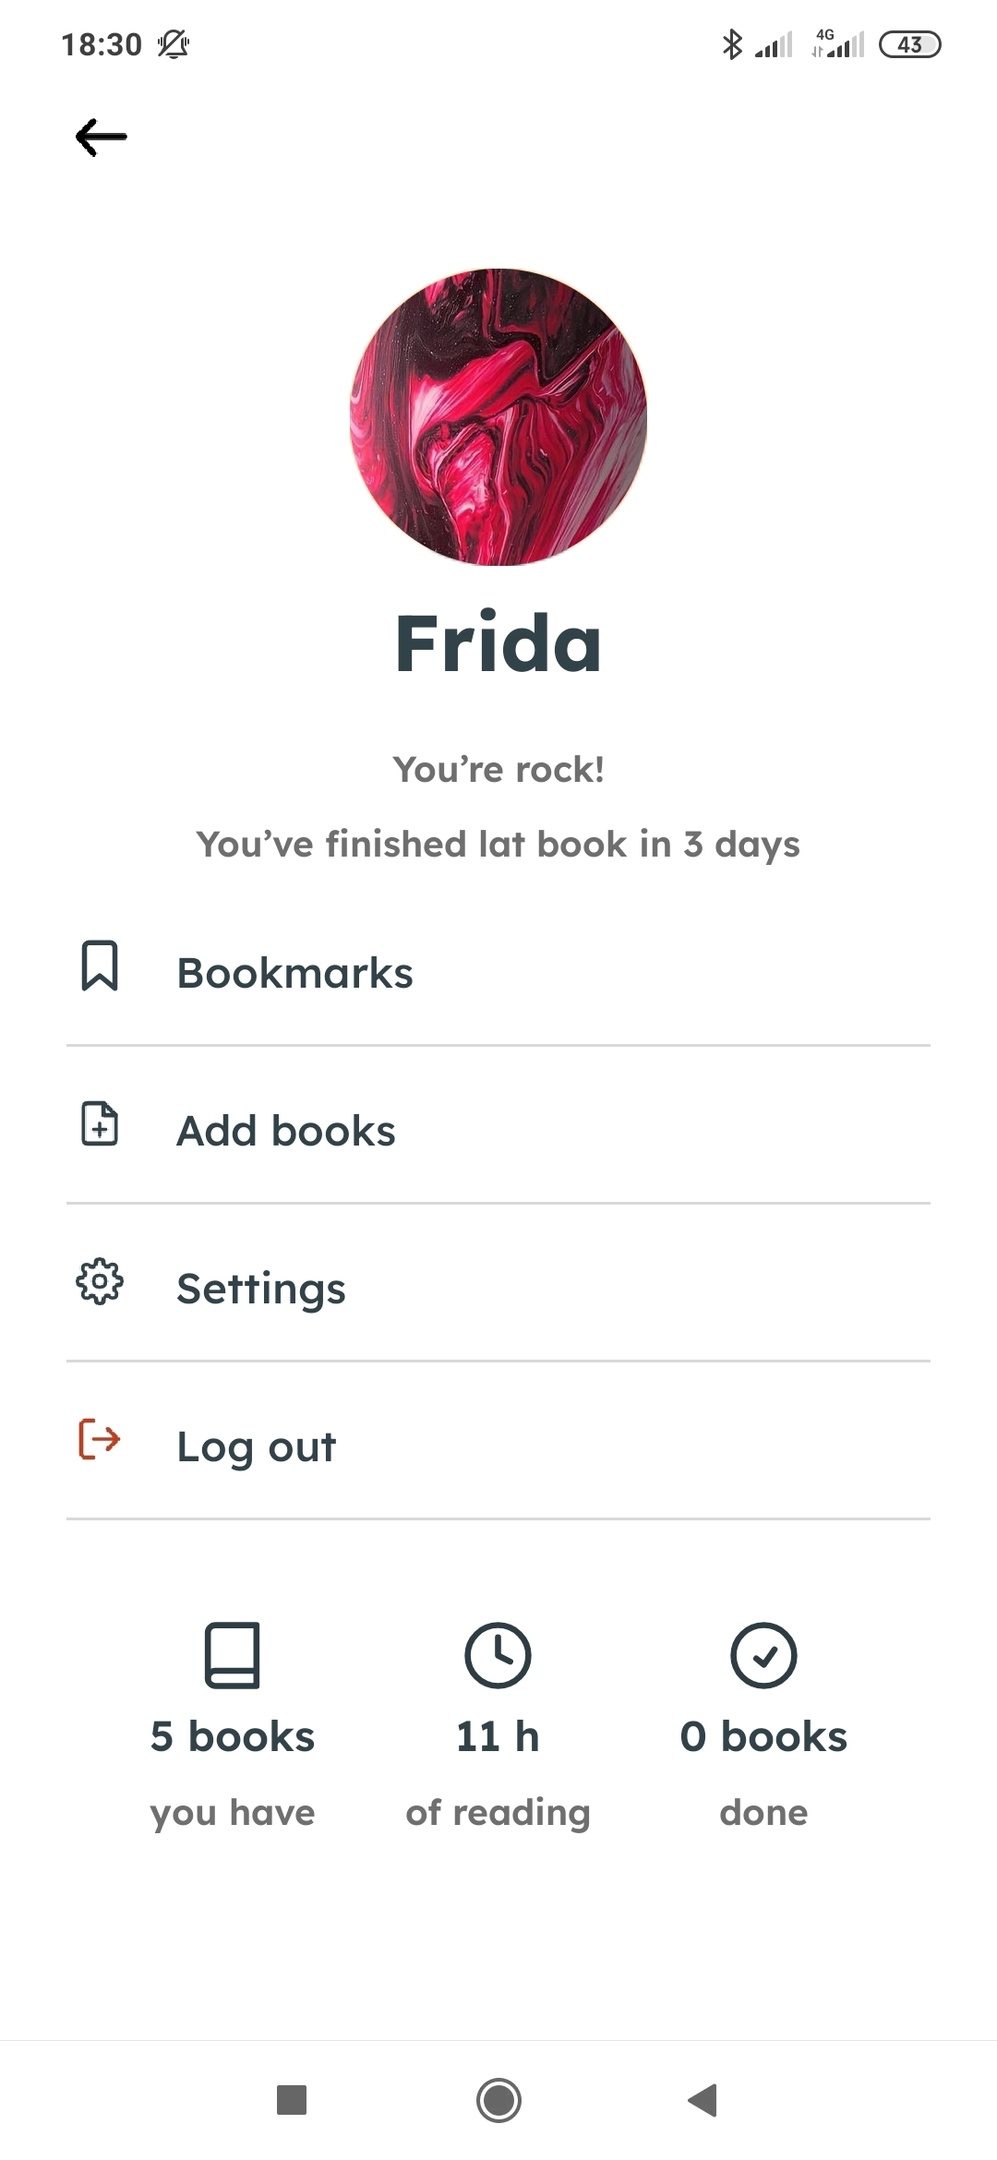 18:30
4G
43
Frida
You’re rock!
You’ve finished lat book in 3 days
Bookmarks
Add books
Settings
Log out
5 books
you have
11 h
of reading
0 books
done